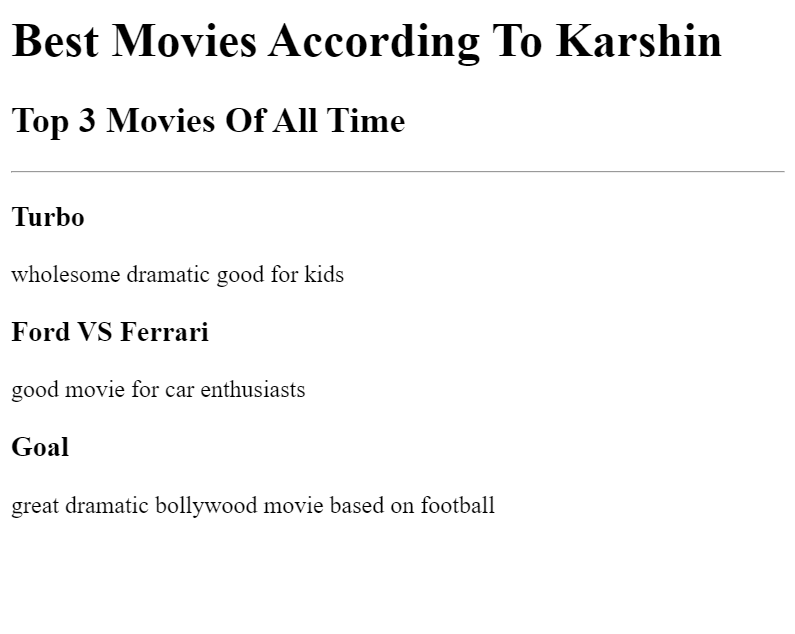 Best Movies According To Karshin
Top 3 Movies Of All Time
Turbo
wholesome dramatic good for kids
Ford VS Ferrari
good movie for car enthusiasts
Goal
great dramatic bollywood movie based on football